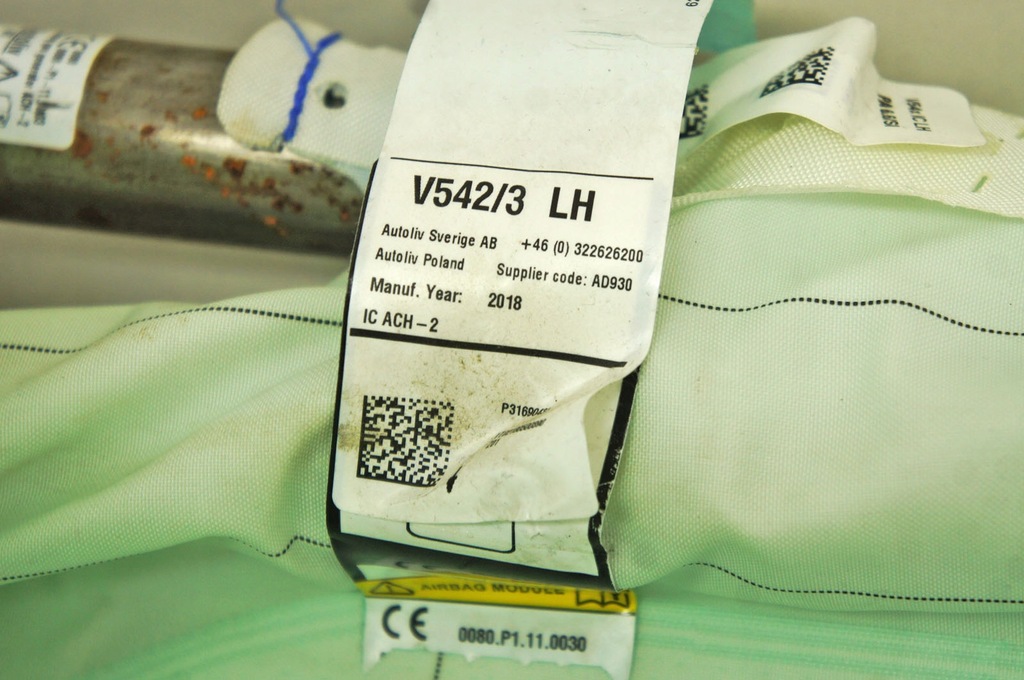 V542/3 LH
Autoliv Sverige AB +46 (0) 322626200
Autoliv Poland Supplier code: AD930
Manuf. Year: 2018
IC ACH-2
AIRBAG MODULE
CE 0080.P1.11.0030